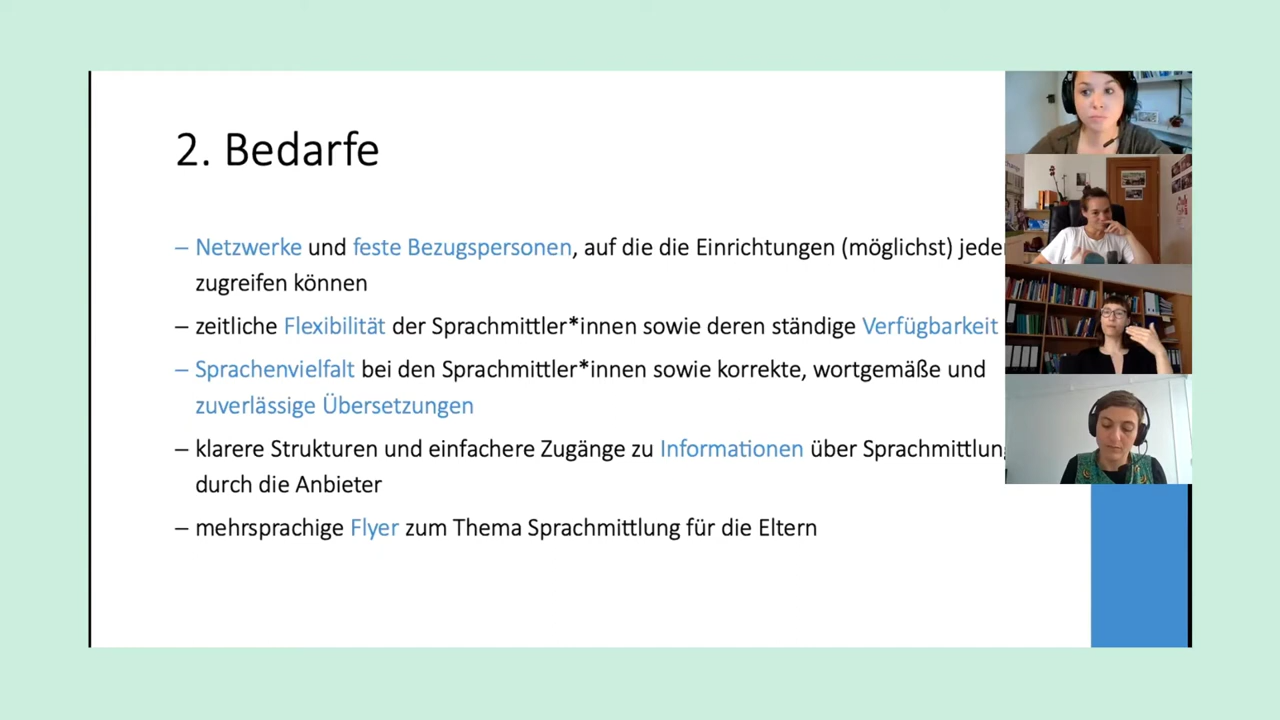 2. Bedarfe
– Netzwerke und feste Bezugspersonen, auf die die Einrichtungen (möglichst)
zugreifen können
– zeitliche Flexibilität der Sprachmittler*innen sowie deren ständige Verfügbarkeit
– Sprachenvielfalt bei den Sprachmittler*innen sowie korrekte, wortgemäße und
zuverlässige Übersetzungen
– klarere Strukturen und einfachere Zugänge zu Informationen über
durch die Anbieter
– mehrsprachige Flyer zum Thema Sprachmittlung für die Eltern